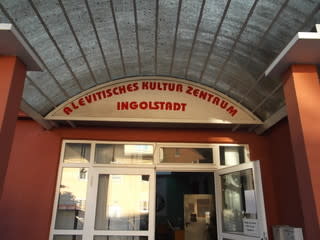 ALEVITISCHES KULTUR ZENTRUM
INGOLSTADT